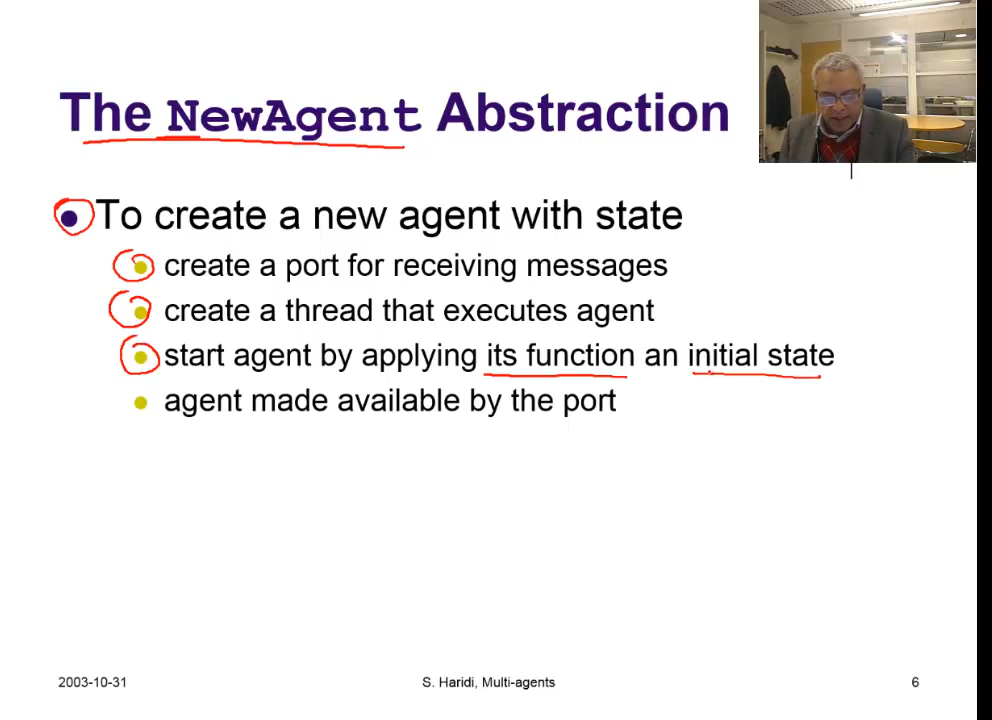 The NewAgent Abstraction
To create a new agent with state
create a port for receiving messages
create a thread that executes agent
start agent by applying its function an initial state
agent made available by the port
2003-10-31
S. Haridi, Multi-agents
6